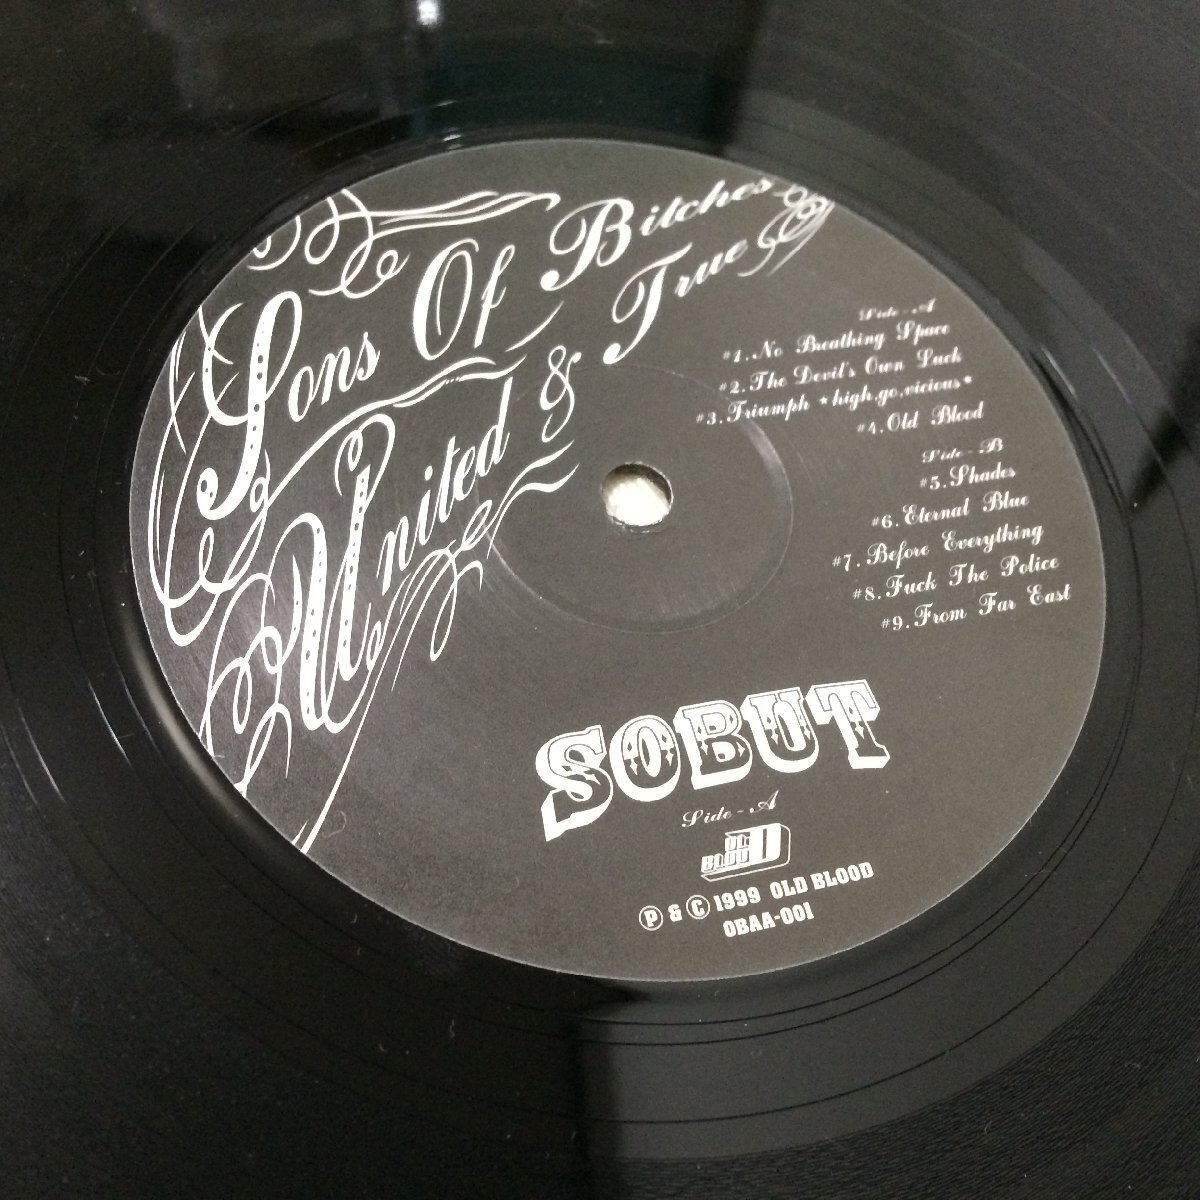 Sons Of Bitches
United & True
Side-A
#1. No Breathing Space
#2. The Devil's Own Luck
#3. Triumph ★high,go,vicious★
#4. Old Blood
Side-B
#5. Shades
#6. Eternal Blue
#7. Before Everything
#8. Fuck The Police
#9. From Far East
SOBUT
Side-A
OL
BLOO D
Ⓟ & Ⓒ 1999 OLD BLOOD
OBAA-001